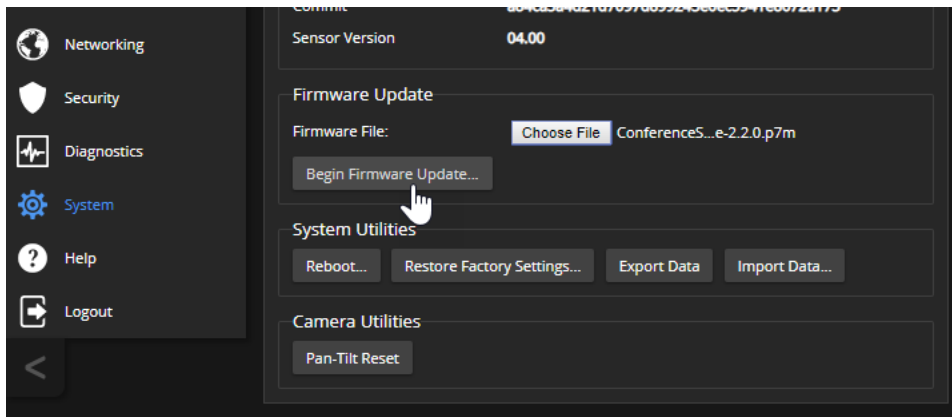 Networking
Security
Diagnostics
System
Help
Logout
<
Commit
Sensor Version 04.00
Firmware Update
Firmware File: Choose File ConferenceS...e-2.2.0.p7m
Begin Firmware Update...
System Utilities
Reboot... Restore Factory Settings... Export Data Import Data...
Camera Utilities
Pan-Tilt Reset